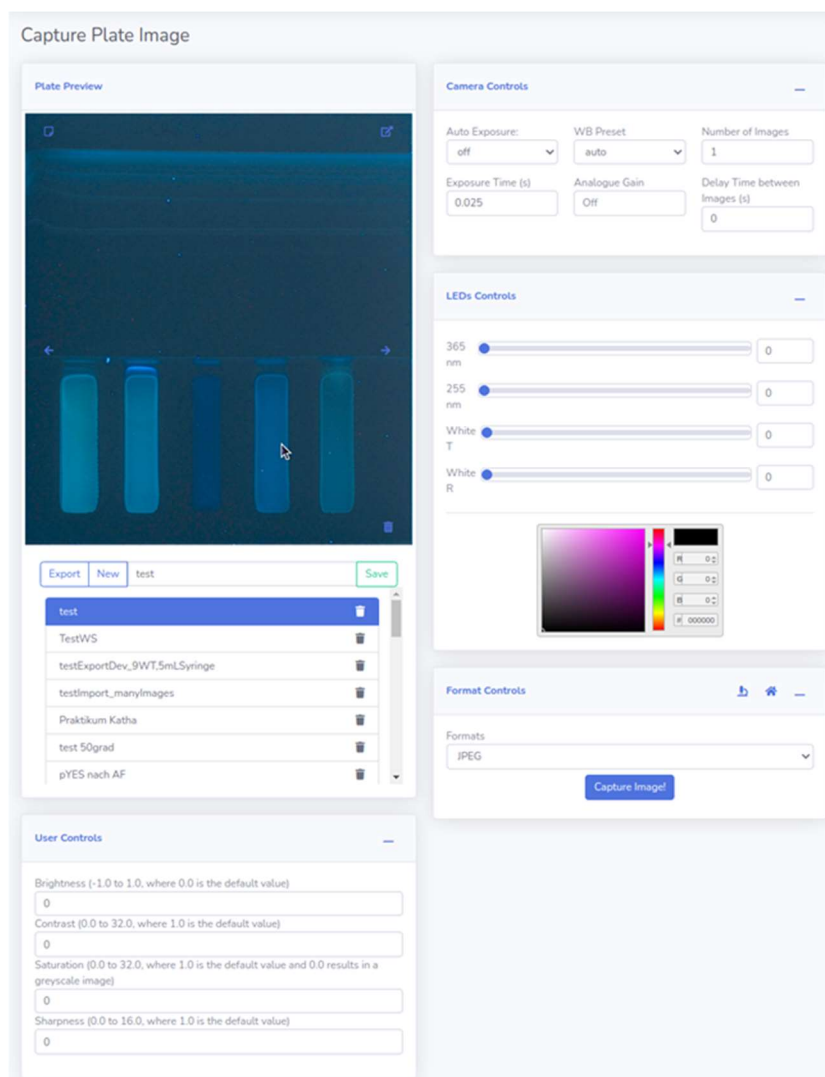 Capture Plate Image
Plate Preview
Export New test Save
test
TestWS
testExportDev_9WT,5mLSyringe
testImport_manyImages
Praktikum Katha
test 50grad
pYES nach AF
User Controls
Brightness (-1.0 to 1.0, where 0.0 is the default value)
0
Contrast (0.0 to 32.0, where 1.0 is the default value)
0
Saturation (0.0 to 32.0, where 1.0 is the default value and 0.0 results in a
greyscale image)
0
Sharpness (0.0 to 16.0, where 1.0 is the default value)
0
Camera Controls
Auto Exposure: WB Preset Number of Images
off auto 1
Exposure Time (s) Analogue Gain Delay Time between
Images (s)
0.025 Off
0
LEDs Controls
365
nm
0
255
nm
0
White
T
0
White
R
0
R 0
G 0
B 0
# 000000
Format Controls
Formats
JPEG
Capture Image!